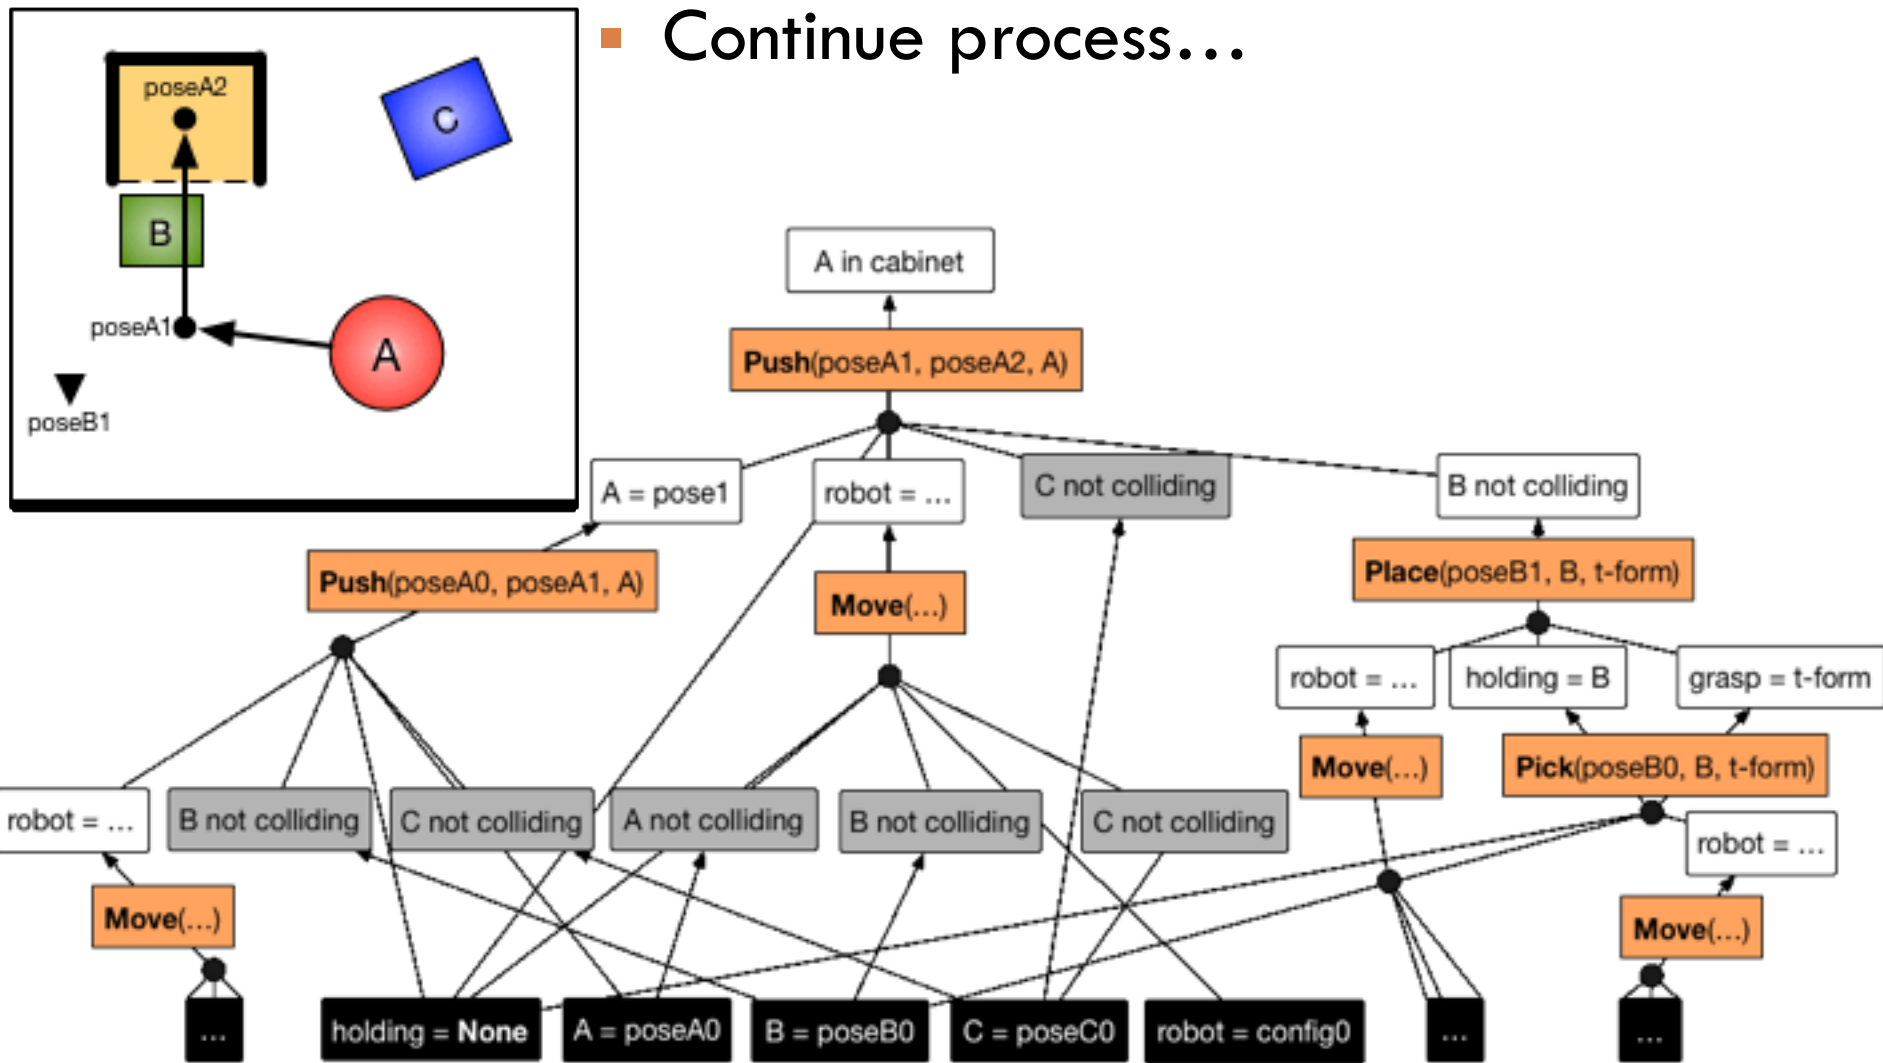 Continue process…
poseA2
C
B
poseA1
A
poseB1
A in cabinet
Push(poseA1, poseA2, A)
A = pose1
robot = ...
C not colliding
B not colliding
Push(poseA0, poseA1, A)
Move(...)
Place(poseB1, B, t-form)
robot = ...
holding = B
grasp = t-form
Move(...)
Pick(poseB0, B, t-form)
robot = ...
B not colliding
C not colliding
A not colliding
B not colliding
C not colliding
robot = ...
Move(...)
Move(...)
...
holding = None
A = poseA0
B = poseB0
C = poseC0
robot = config0
...
...